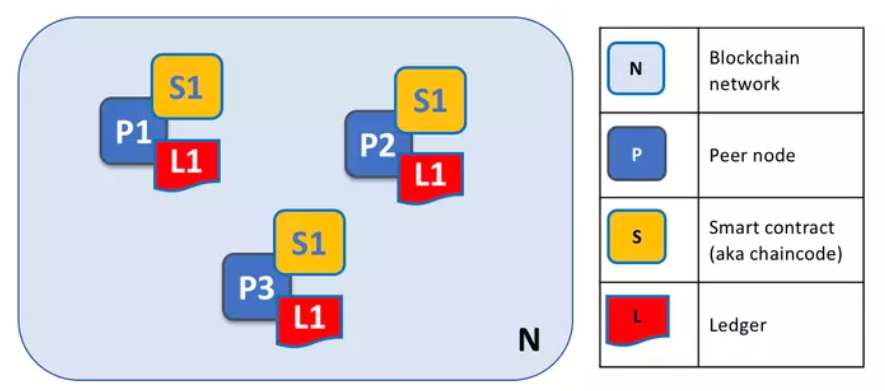 S1
P1
L1
S1
P2
L1
S1
P3
L1
N
N
Blockchain
network
P
Peer node
S
Smart contract
(aka chaincode)
L
Ledger